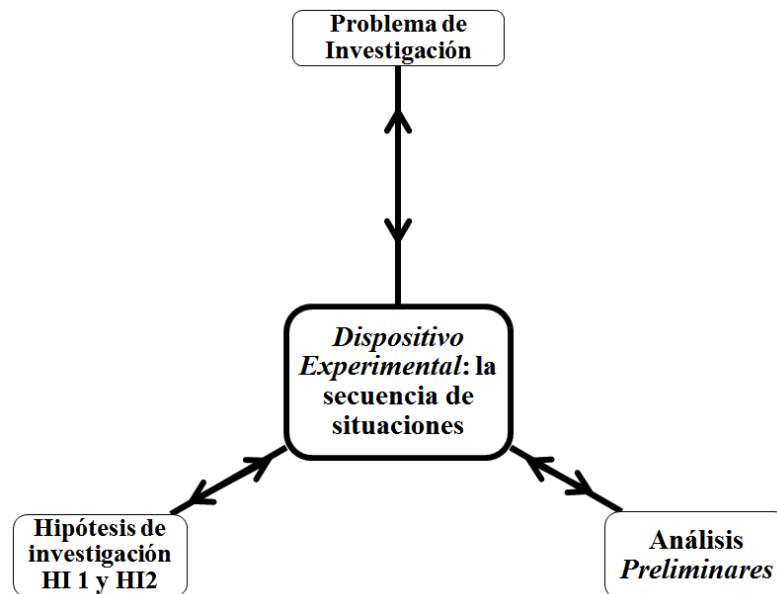 Problema de
Investigación
Dispositivo
Experimental: la
secuencia de
situaciones
Hipótesis de
investigación
HI 1 y HI2
Análisis
Preliminares